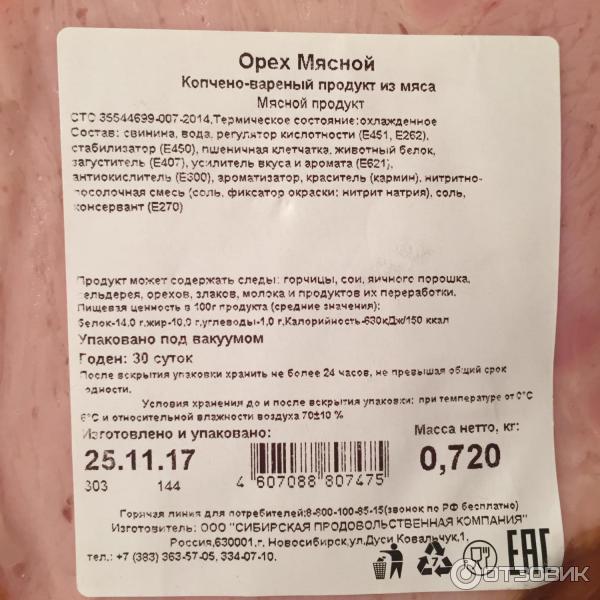 Орех Мясной
Копчено-вареный продукт из мяса
Мясной продукт
СТО 35544699-007-2014,Термическое состояние:охлажденное
Состав: свинина, вода, регулятор кислотности (Е451, Е262),
стабилизатор (Е450), пшеничная клетчатка, животный белок,
загуститель (Е407), усилитель вкуса и аромата (Е621),
антиокислитель (Е300), ароматизатор, краситель (кармин), нитритно-
посолочная смесь (соль, фиксатор окраски: нитрит натрия), соль,
консервант (Е270)
Продукт может содержать следы: горчицы, сои, яичного порошка,
сельдерея, орехов, злаков, молока и продуктов их переработки.
Пищевая ценность в 100г продукта (средние значения):
белок-14,0 г,жир-10,0 г,углеводы-1,0 г,Калорийность-630кДж/150 ккал
Упаковано под вакуумом
Годен: 30 суток
После вскрытия упаковки хранить не более 24 часов, не превышая общий срок
годности.
Условия хранения до и после вскрытия упаковки: при температуре от 0°С
6°С и относительной влажности воздуха 70±10 %
Изготовлено и упаковано:
Масса нетто, кг:
25.11.17
0,720
303 144
4 607088 807475
Горячая линия для потребителей:8-800-100-85-15(звонок по РФ бесплатно)
Изготовитель: ООО "СИБИРСКАЯ ПРОДОВОЛЬСТВЕННАЯ КОМПАНИЯ"
Россия,630001,г. Новосибирск,ул.Дуси Ковальчук,1,
тел.: +7 (383) 363-57-05, 334-07-10.
7
ЕАС
ОТЗОВИК